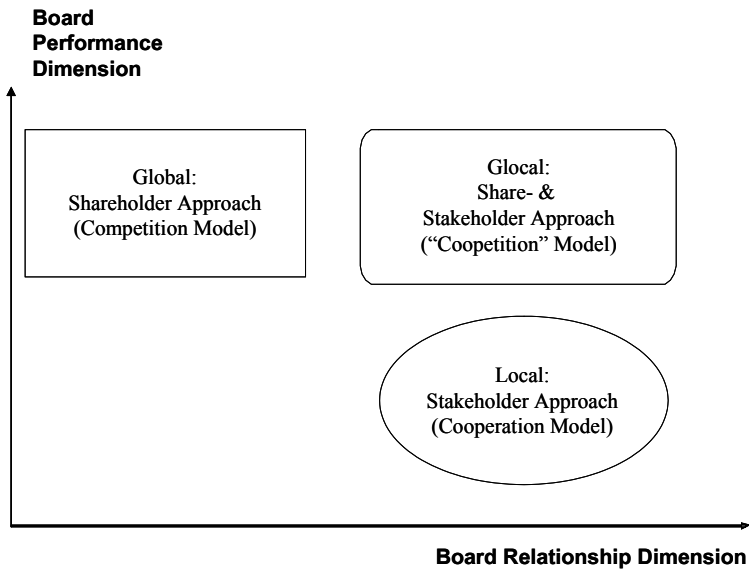 Board
Performance
Dimension
Global:
Shareholder Approach
(Competition Model)
Glocal:
Share- &
Stakeholder Approach
(“Coopetition” Model)
Local:
Stakeholder Approach
(Cooperation Model)
Board Relationship Dimension